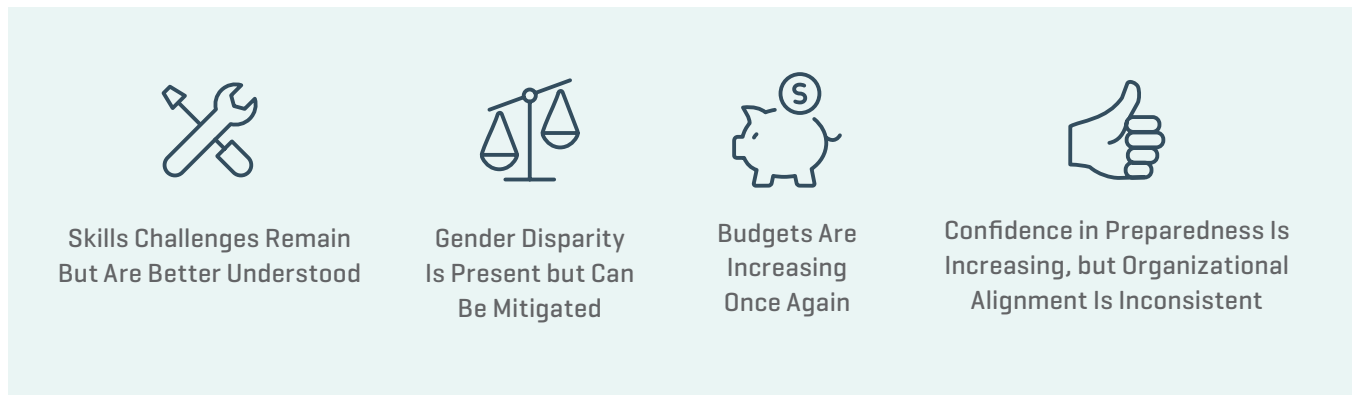 S
Skills Challenges Remain
But Are Better Understood
Gender Disparity
Is Present but Can
Be Mitigated
Budgets Are
Increasing
Once Again
Confidence in Preparedness Is
Increasing, but Organizational
Alignment Is Inconsistent